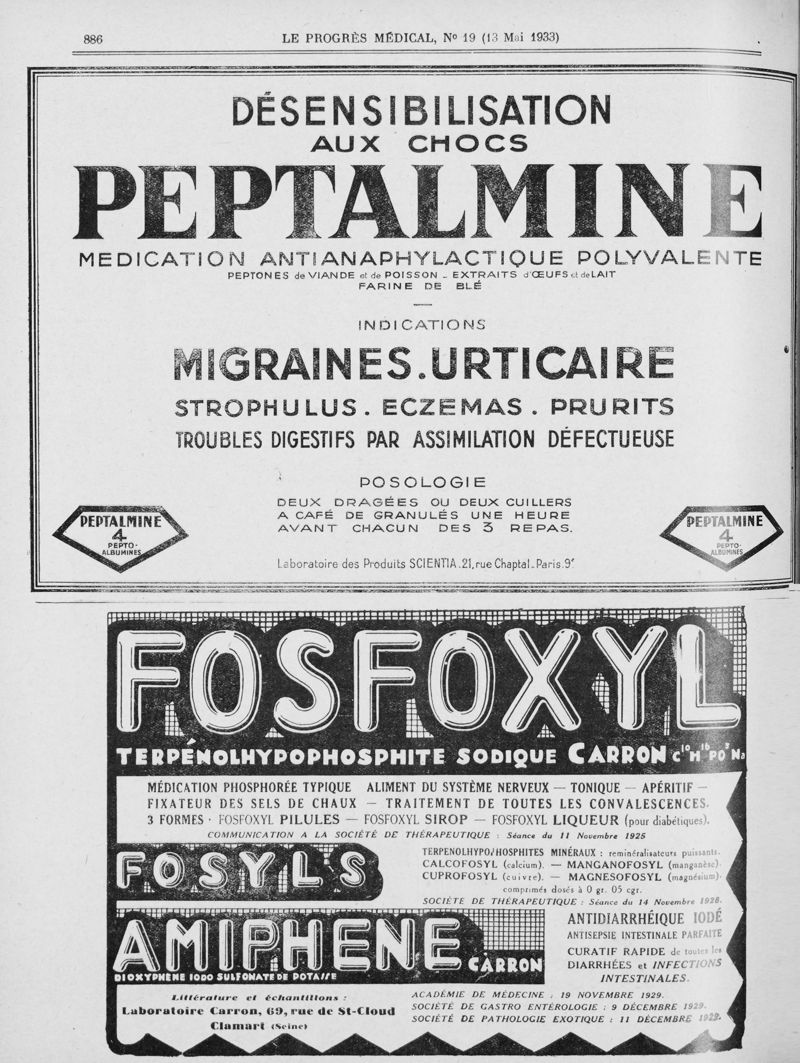 886
LE PROGRÈS MÉDICAL, Nº 19 (13 Mai 1933)
DÉSENSIBILISATION
AUX CHOCS
PEPTALMINE
MEDICATION ANTIANAPHYLACTIQUE POLYVALENTE
PEPTONES de VIANDE et de POISSON - EXTRAITS d'ŒUFS et de LAIT
FARINE DE BLÉ
INDICATIONS
MIGRAINES.URTICAIRE
STROPHULUS. ECZEMAS. PRURITS
TROUBLES DIGESTIFS PAR ASSIMILATION DÉFECTUEUSE
POSOLOGIE
DEUX DRAGÉES OU DEUX CUILLERS
A CAFÉ DE GRANULÉS UNE HEURE
AVANT CHACUN DES 3 REPAS.
PEPTALMINE
4
PEPTO-
ALBUMINES
PEPTALMINE
4
PEPTO-
ALBUMINES
Laboratoire des Produits SCIENTIA.21, rue Chaptal.Paris.9ᵉ
FOSFOXYL
TERPÉNOLHYPOPHOSPHITE SODIQUE CARRON C¹⁰H¹⁶PO³Na
MÉDICATION PHOSPHORÉE TYPIQUE ALIMENT DU SYSTÈME NERVEUX — TONIQUE — APÉRITIF —
FIXATEUR DES SELS DE CHAUX — TRAITEMENT DE TOUTES LES CONVALESCENCES.
3 FORMES · FOSFOXYL PILULES — FOSFOXYL SIROP — FOSFOXYL LIQUEUR (pour diabétiques).
COMMUNICATION A LA SOCIÉTÉ DE THÉRAPEUTIQUE : Séance du 11 Novembre 1925
FOSYLS
TERPENOLHYPO/HOSPHITES MINÉRAUX : reminéralisateurs puissants.
CALCOFOSYL (calcium). — MANGANOFOSYL (manganèse).
CUPROFOSYL (cuivre). — MAGNESOFOSYL (magnésium).
comprimés dosés à 0 gr. 05 cgr.
SOCIÉTÉ DE THÉRAPEUTIQUE : Séance du 14 Novembre 1928.
AMIPHENE
CARRON
DIOXYPHENE IODO SULFONATE DE POTASSE
ANTIDIARRHÉIQUE IODÉ
ANTISEPSIE INTESTINALE PARFAITE
CURATIF RAPIDE de toutes les
DIARRHÉES et INFECTIONS
INTESTINALES.
Littérature et échantillons :
Laboratoire Carron, 69, rue de St-Cloud
Clamart (Seine)
ACADÉMIE DE MÉDECINE : 19 NOVEMBRE 1929.
SOCIÉTÉ DE GASTRO ENTÉROLOGIE : 9 DÉCEMBRE 1929.
SOCIÉTÉ DE PATHOLOGIE EXOTIQUE : 11 DÉCEMBRE 1929.